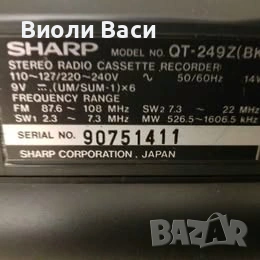 Виоли Васи
SHARP MODEL NO. QT-249Z(BK
STEREO RADIO CASSETTE RECORDER
110~127/220~240V ~ 50/60Hz 14W
9V ⎓ (UM/SUM-1)×6
FREQUENCY RANGE
FM 87.6 ~ 108 MHz SW2 7.3 ~ 22 MHz
SW1 2.3 ~ 7.3 MHz MW 526.5~1606.5 kHz
SERIAL NO. 90751411
SHARP CORPORATION, JAPAN
BAZAR